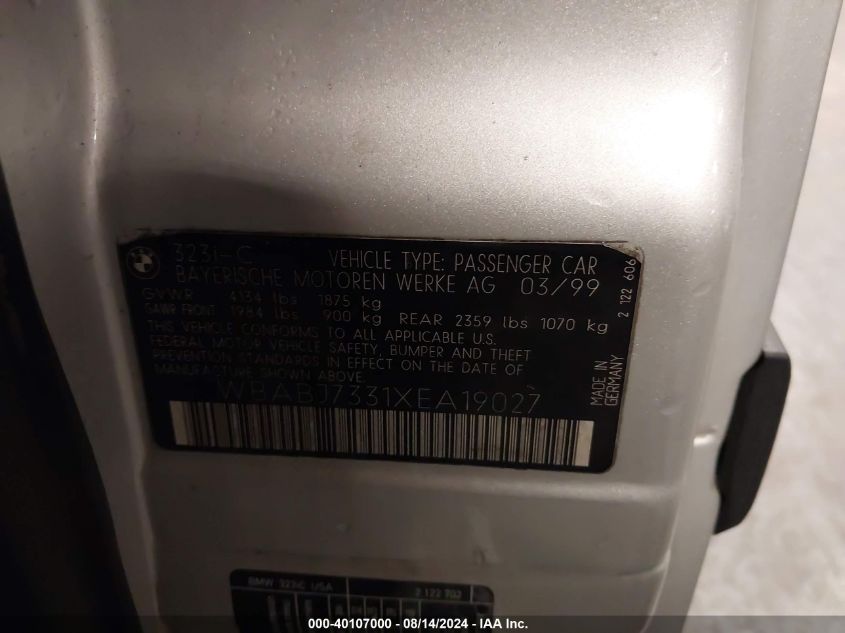 323i-C VEHICLE TYPE: PASSENGER CAR
BAYERISCHE MOTOREN WERKE AG 03/99
GVWR 4134 lbs 1875 kg
GAWR FRONT 1984 lbs 900 kg REAR 2359 lbs 1070 kg
THIS VEHICLE CONFORMS TO ALL APPLICABLE U.S.
FEDERAL MOTOR VEHICLE SAFETY, BUMPER AND THEFT
PREVENTION STANDARDS IN EFFECT ON THE DATE OF
MANUFACTURE SHOWN ABOVE.
WBABJ7331XEA19027
MADE IN
GERMANY
2 122 606
BMW 323iC USA 2 122 702
000-40107000 - 08/14/2024 - IAA Inc.